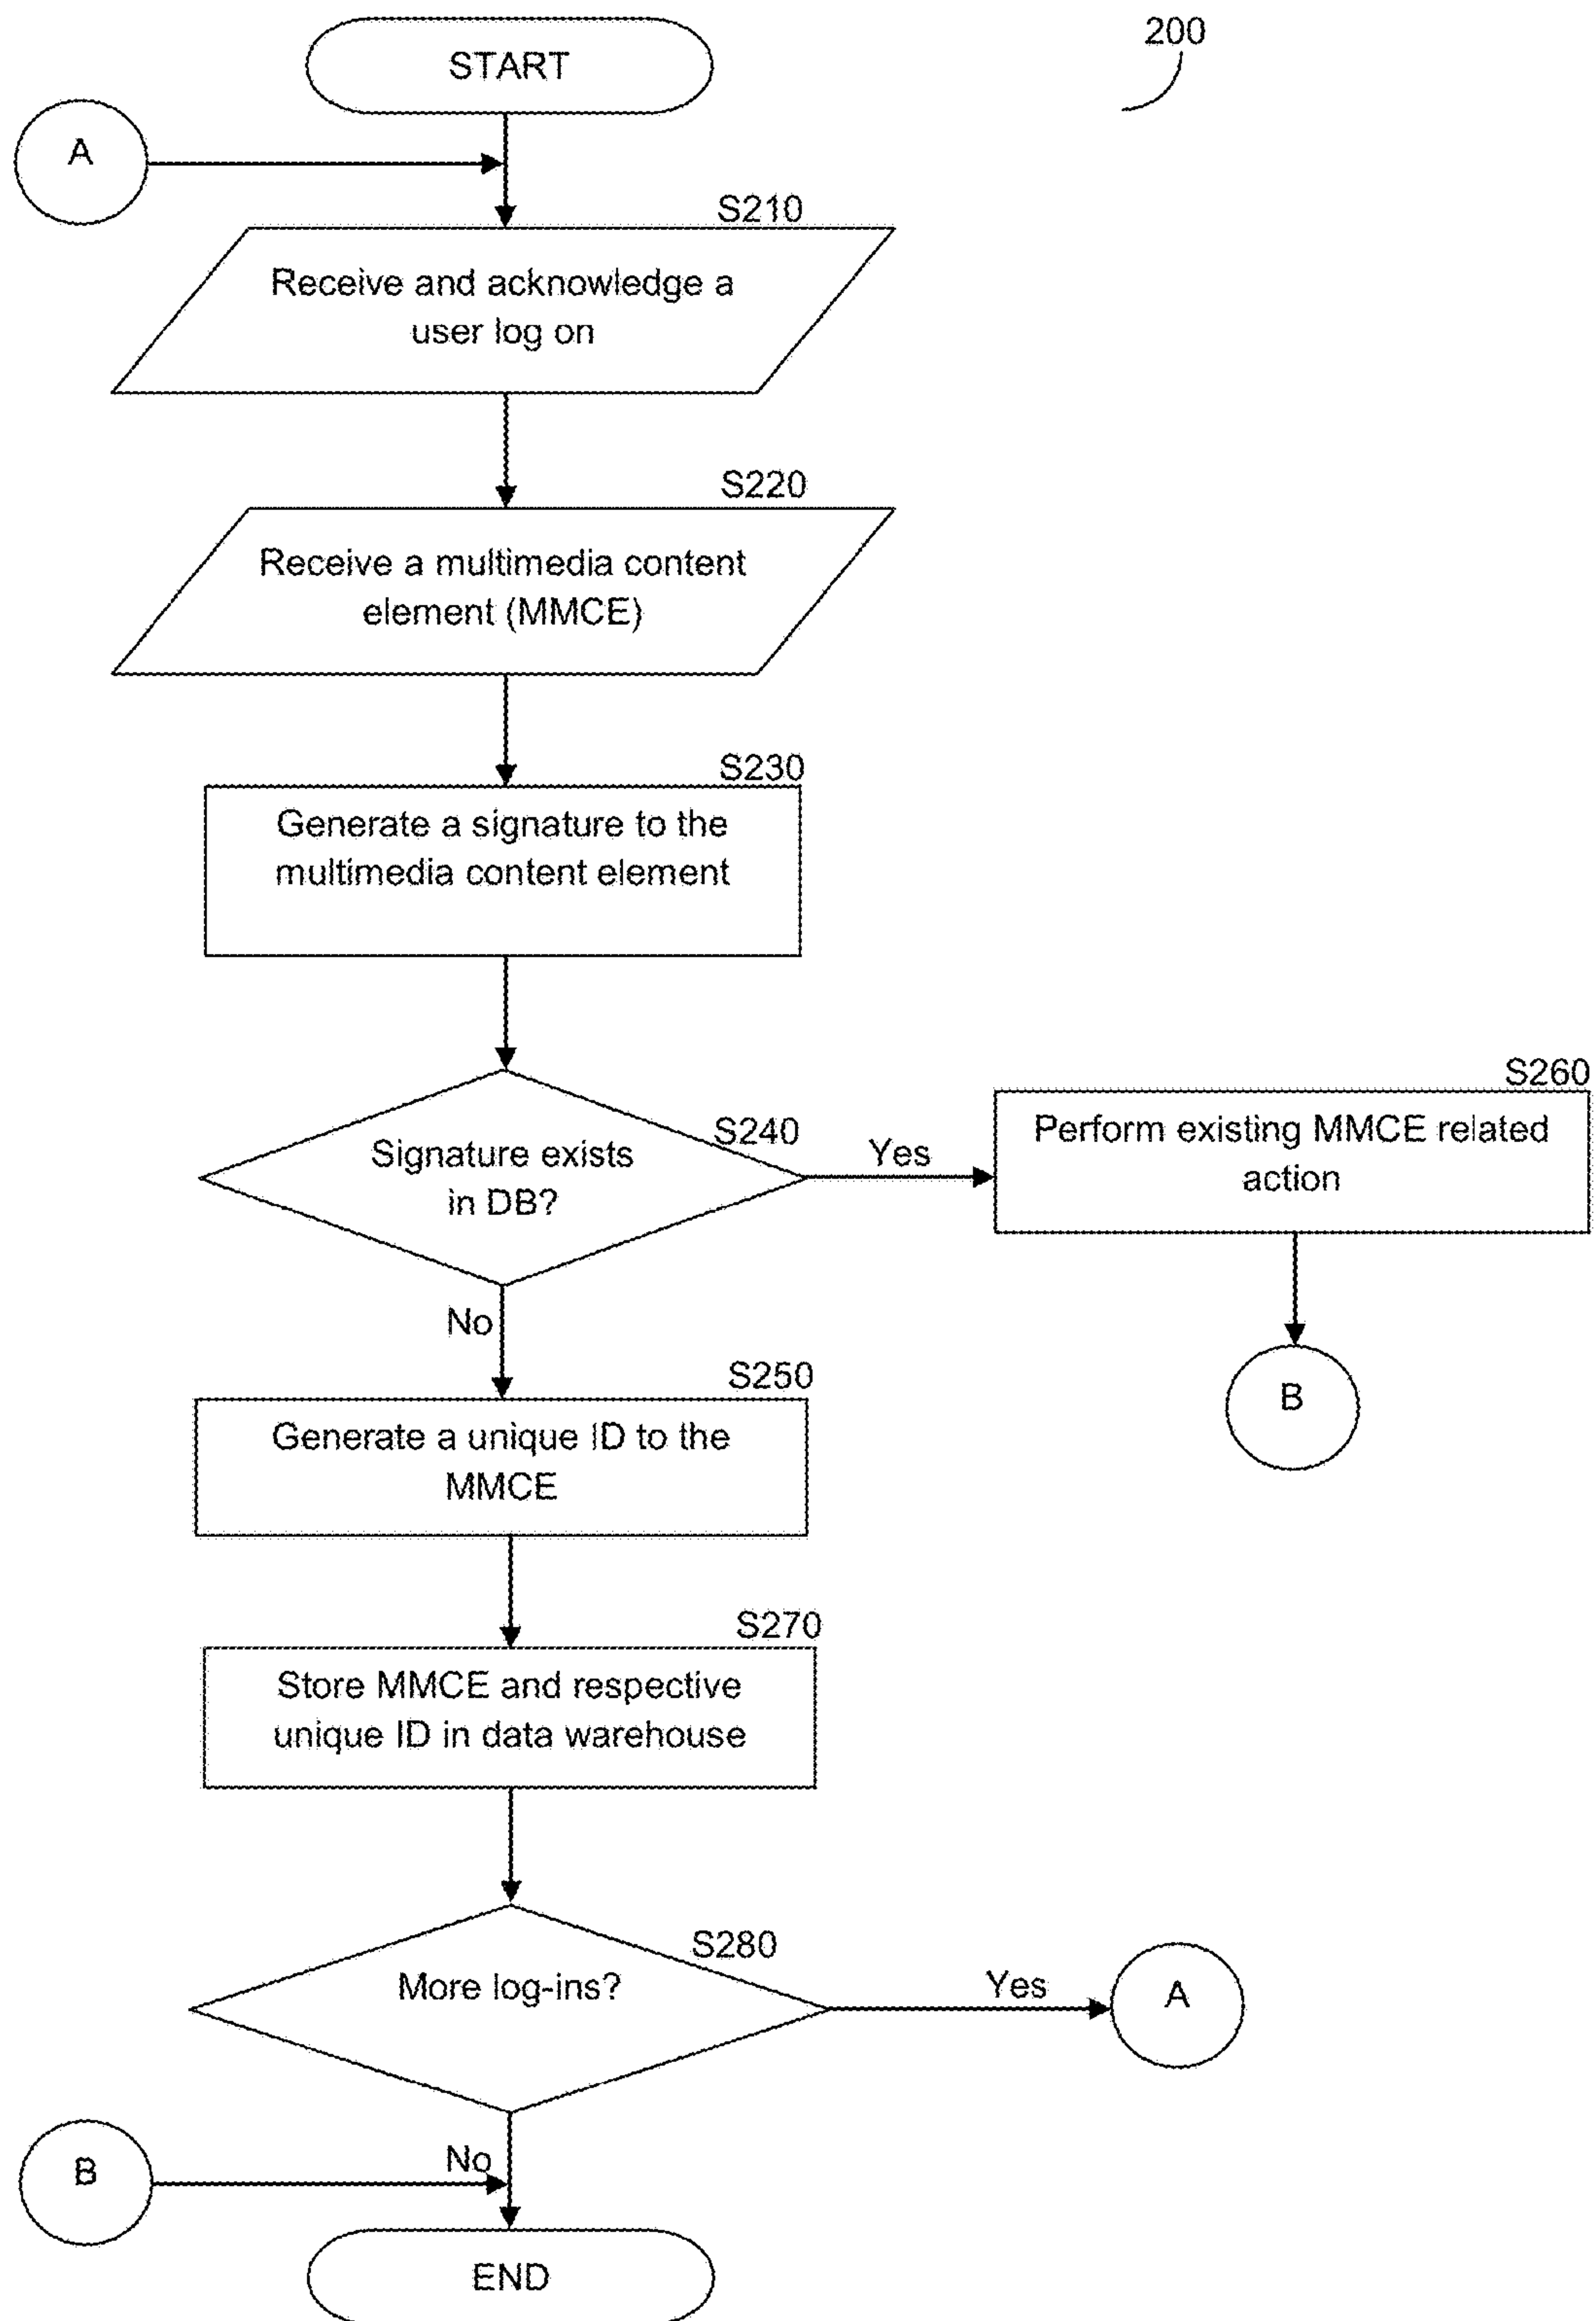 START
200
A
S210
Receive and acknowledge a
user log on
S220
Receive a multimedia content
element (MMCE)
S230
Generate a signature to the
multimedia content element
S240
Signature exists
in DB?
Yes
S260
Perform existing MMCE related
action
B
No
S250
Generate a unique ID to the
MMCE
S270
Store MMCE and respective
unique ID in data warehouse
S280
More log-ins?
Yes
A
No
B
END